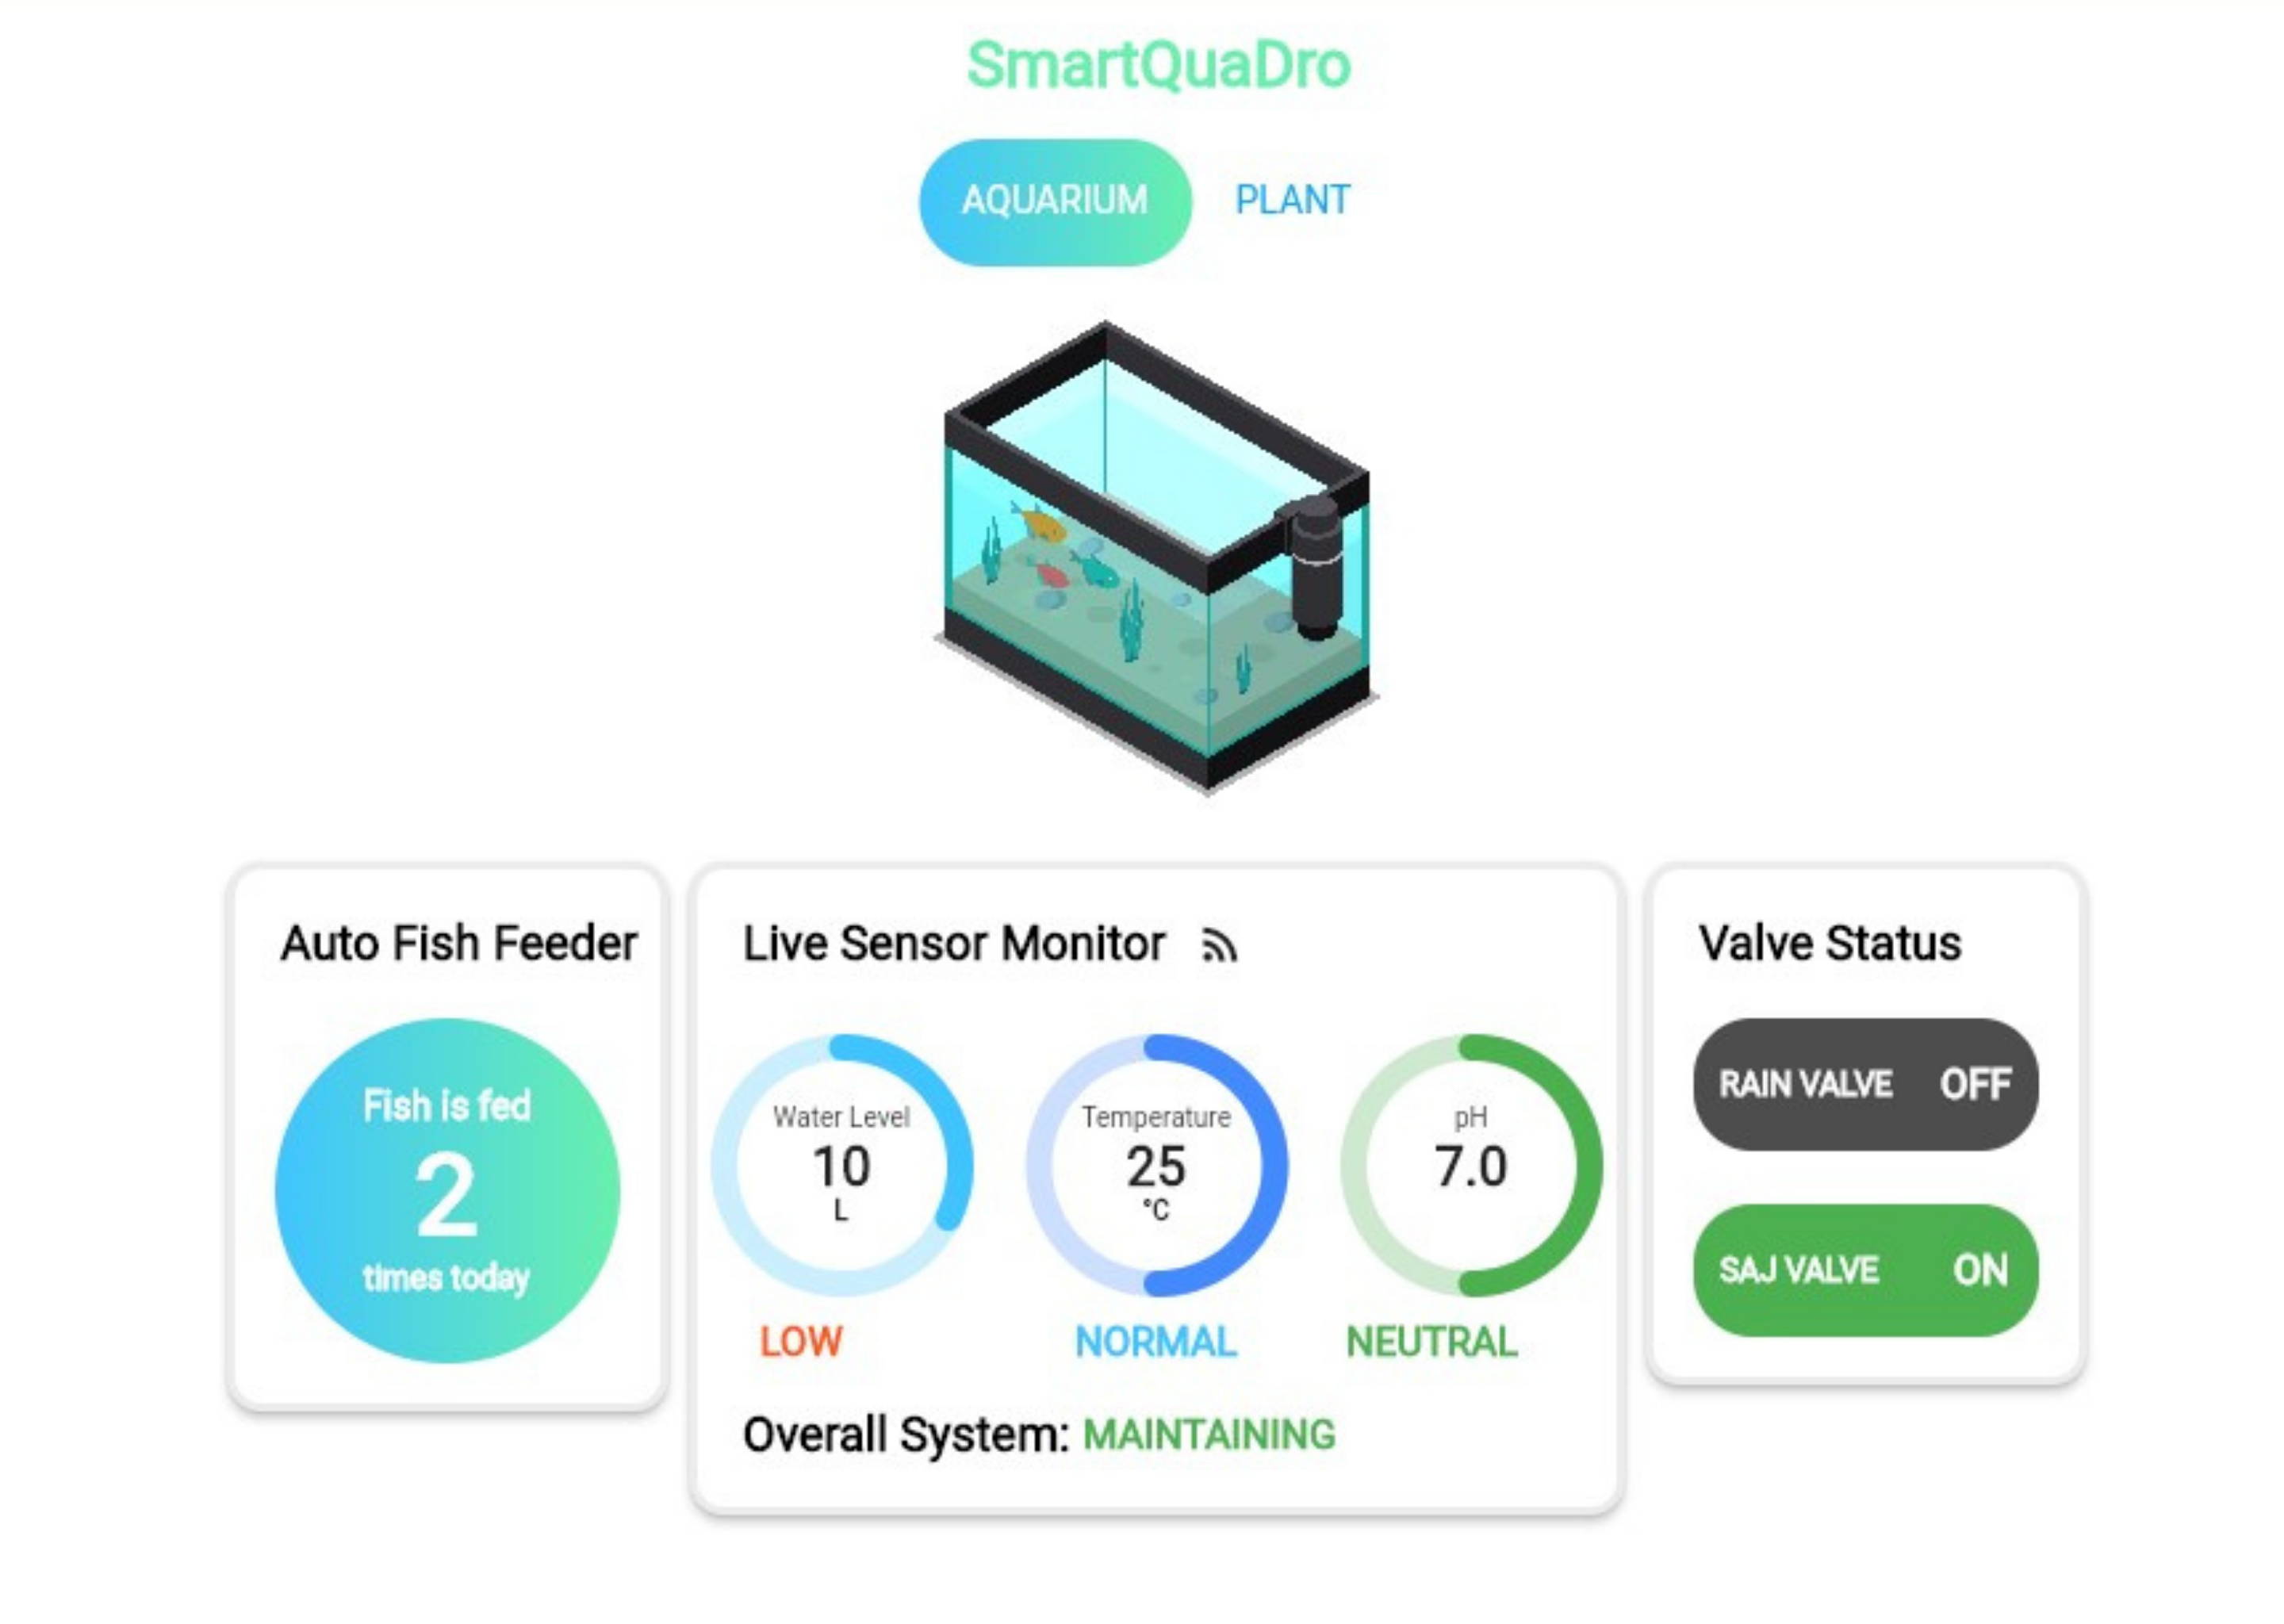 SmartQuaDro
AQUARIUM PLANT
Auto Fish Feeder
Fish is fed
2
times today
Live Sensor Monitor
Water Level
10
L
LOW
Temperature
25
°C
NORMAL
pH
7.0
NEUTRAL
Overall System: MAINTAINING
Valve Status
RAIN VALVE OFF
SAJ VALVE ON